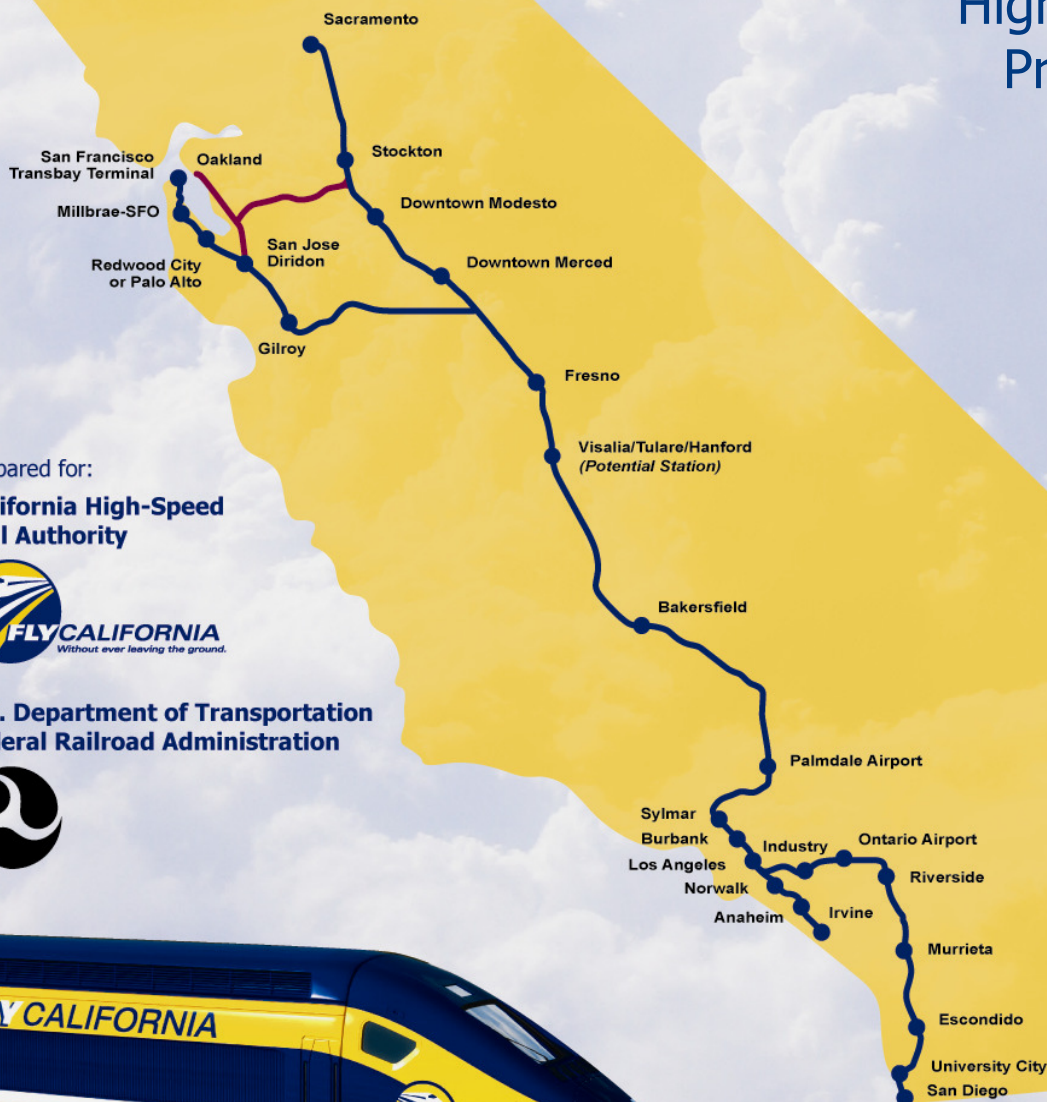 High
Pr
Sacramento
Stockton
San Francisco
Transbay Terminal
Oakland
Millbrae-SFO
Downtown Modesto
San Jose
Diridon
Redwood City
or Palo Alto
Downtown Merced
Gilroy
Fresno
Visalia/Tulare/Hanford
(Potential Station)
pared for:
ifornia High-Speed
l Authority
FLYCALIFORNIA
Without ever leaving the ground.
Bakersfield
. Department of Transportation
deral Railroad Administration
Palmdale Airport
Sylmar
Burbank
Industry
Ontario Airport
Los Angeles
Riverside
Norwalk
Anaheim
Irvine
Murrieta
Escondido
University City
San Diego
Y CALIFORNIA